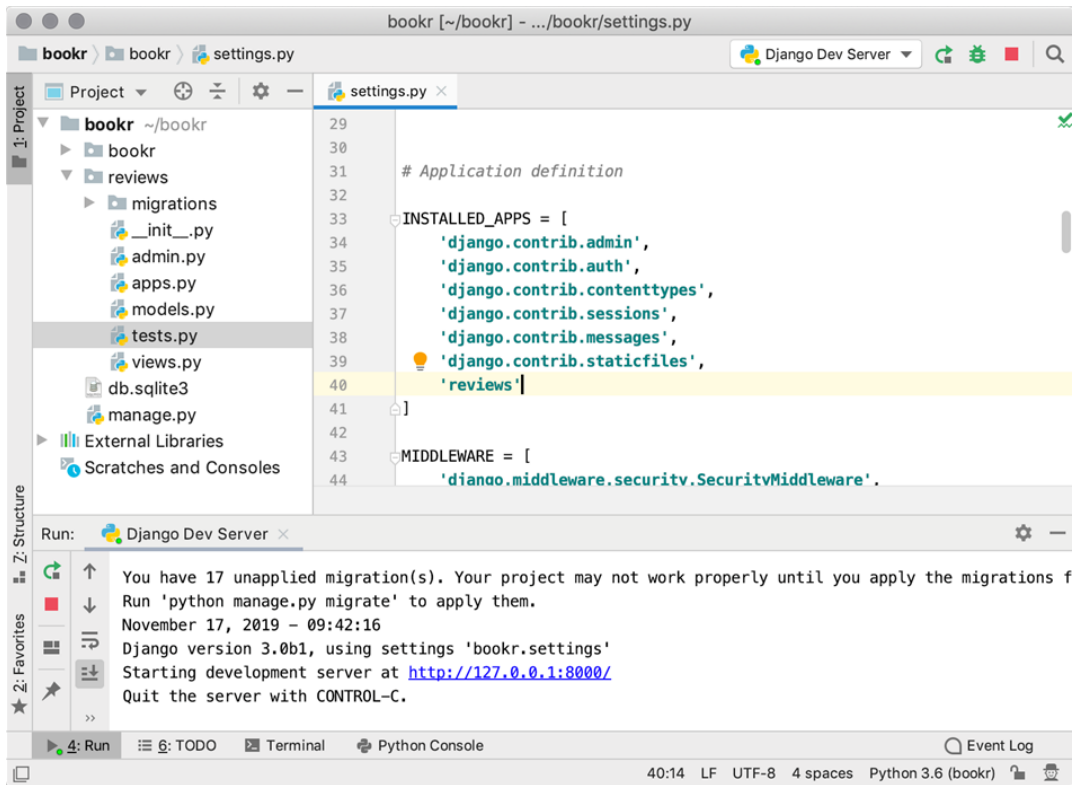 bookr [~/bookr] - .../bookr/settings.py
bookr bookr settings.py
Django Dev Server
1: Project
Project
settings.py
bookr ~/bookr
bookr
reviews
migrations
__init__.py
admin.py
apps.py
models.py
tests.py
views.py
db.sqlite3
manage.py
External Libraries
Scratches and Consoles
29
30
31 # Application definition
32
33 INSTALLED_APPS = [
34 'django.contrib.admin',
35 'django.contrib.auth',
36 'django.contrib.contenttypes',
37 'django.contrib.sessions',
38 'django.contrib.messages',
39 'django.contrib.staticfiles',
40 'reviews'
41 ]
42
43 MIDDLEWARE = [
44 'django.middleware.security.SecurityMiddleware',
7: Structure
2: Favorites
Run: Django Dev Server
You have 17 unapplied migration(s). Your project may not work properly until you apply the migrations f
Run 'python manage.py migrate' to apply them.
November 17, 2019 - 09:42:16
Django version 3.0b1, using settings 'bookr.settings'
Starting development server at http://127.0.0.1:8000/
Quit the server with CONTROL-C.
4: Run 6: TODO Terminal Python Console Event Log
40:14 LF UTF-8 4 spaces Python 3.6 (bookr)